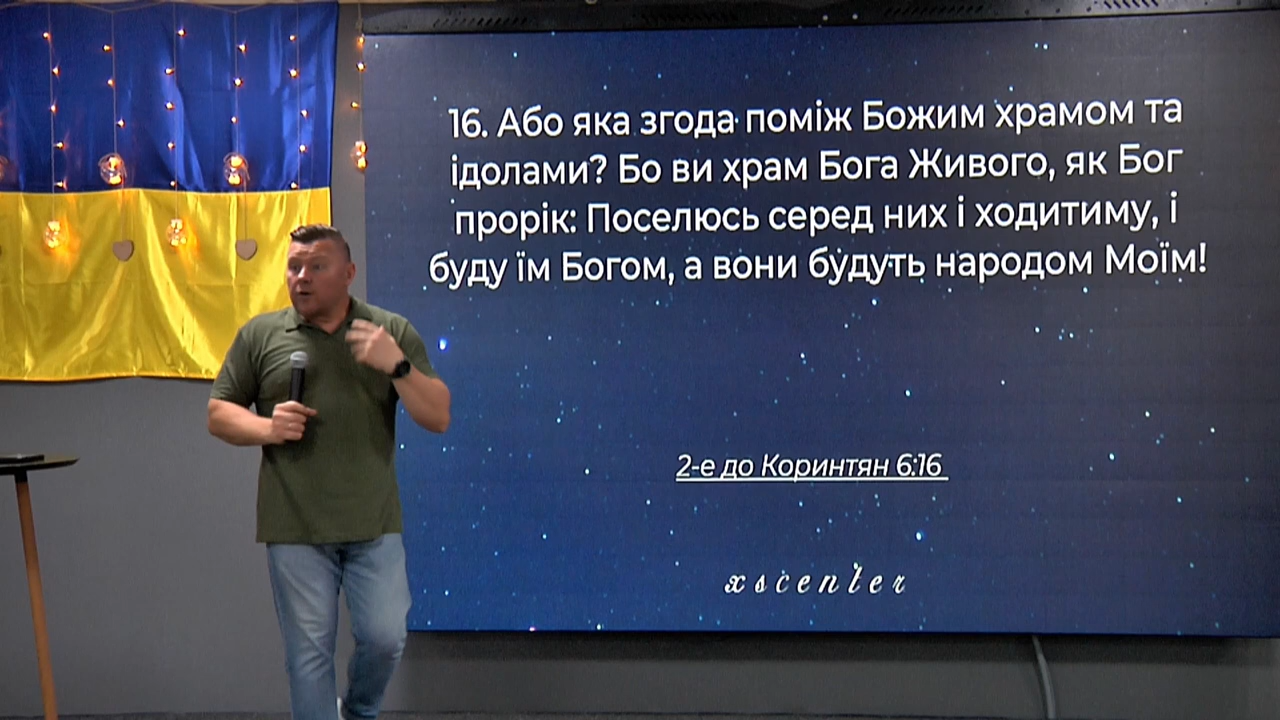 16. Або яка згода поміж Божим храмом та
ідолами? Бо ви храм Бога Живого, як Бог
прорік: Поселюсь серед них і ходитиму, і
буду їм Богом, а вони будуть народом Моїм!
2-е до Коринтян 6:16
xscenter